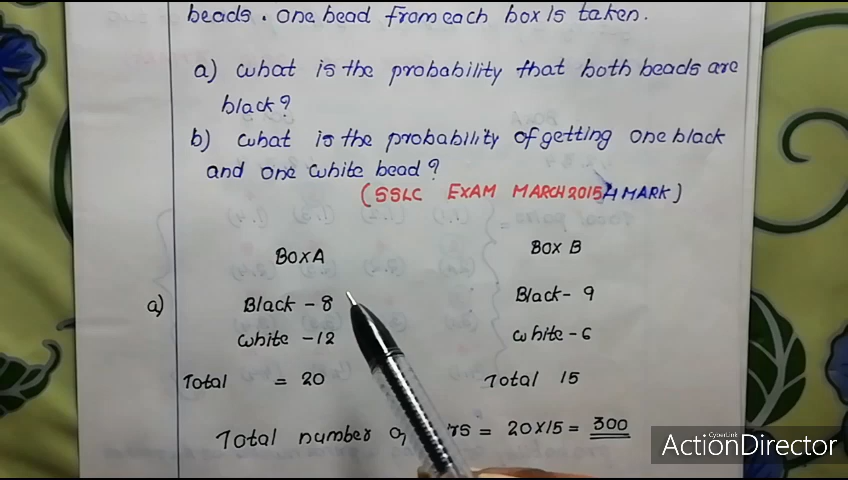 beads. one bead from each box is taken.
a) what is the probability that both beads are
black?
b) what is the probability of getting one black
and one white bead?
(SSLC EXAM MARCH 2015 4 MARK)
BOX A BOX B
a) Black - 8 Black - 9
white - 12 white - 6
Total = 20 Total 15
Total number = 20 x 15 = 300
CyberLink
ActionDirector